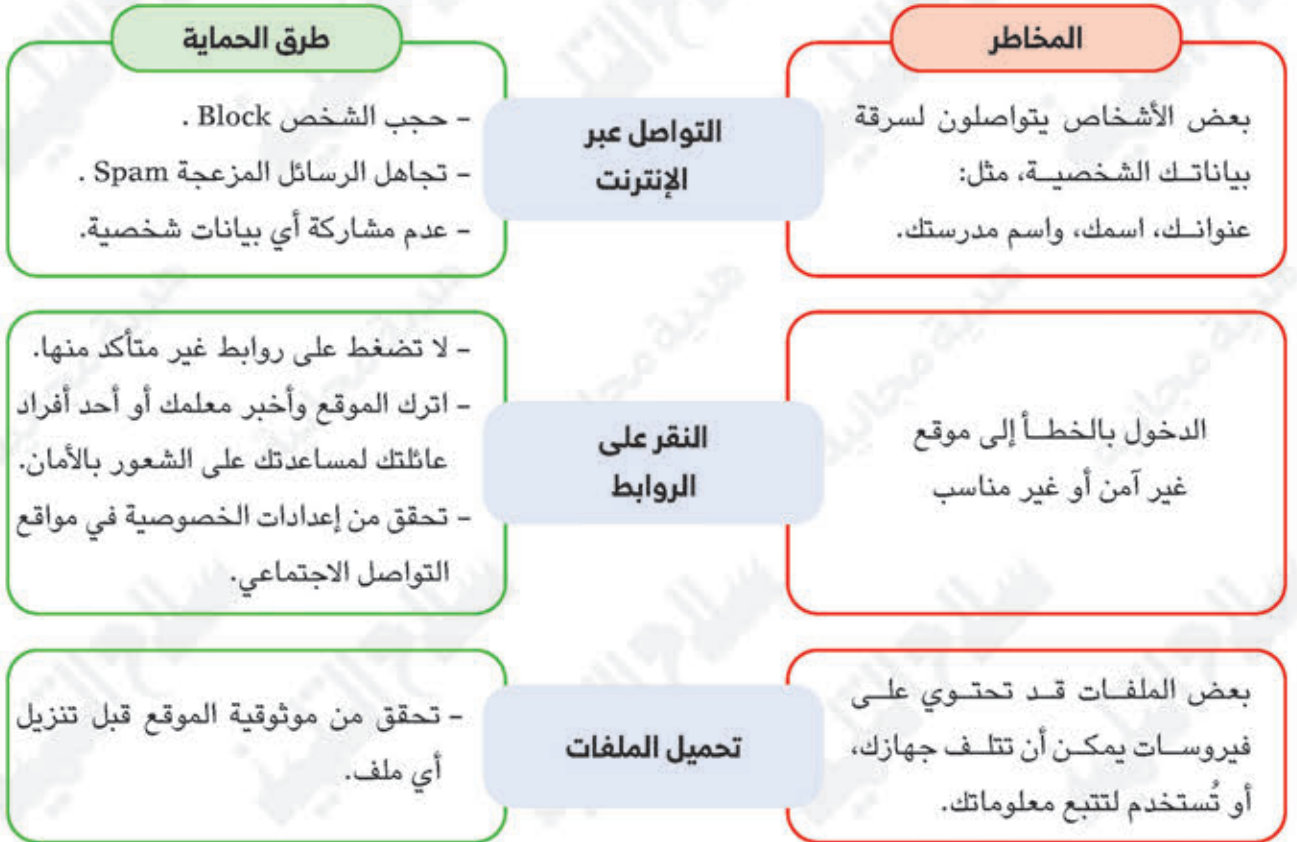 المخاطر
طرق الحماية
بعض الأشخاص يتواصلون لسرقة
بياناتك الشخصية، مثل:
عنوانك، اسمك، واسم مدرستك.
التواصل عبر
الإنترنت
- حجب الشخص Block .
- تجاهل الرسائل المزعجة Spam .
- عدم مشاركة أي بيانات شخصية.
الدخول بالخطأ إلى موقع
غير آمن أو غير مناسب
النقر على
الروابط
- لا تضغط على روابط غير متأكد منها.
- اترك الموقع وأخبر معلمك أو أحد أفراد
عائلتك لمساعدتك على الشعور بالأمان.
- تحقق من إعدادات الخصوصية في مواقع
التواصل الاجتماعي.
بعض الملفات قد تحتوي على
فيروسات يمكن أن تتلف جهازك،
أو تُستخدم لتتبع معلوماتك.
تحميل الملفات
- تحقق من موثوقية الموقع قبل تنزيل
أي ملف.